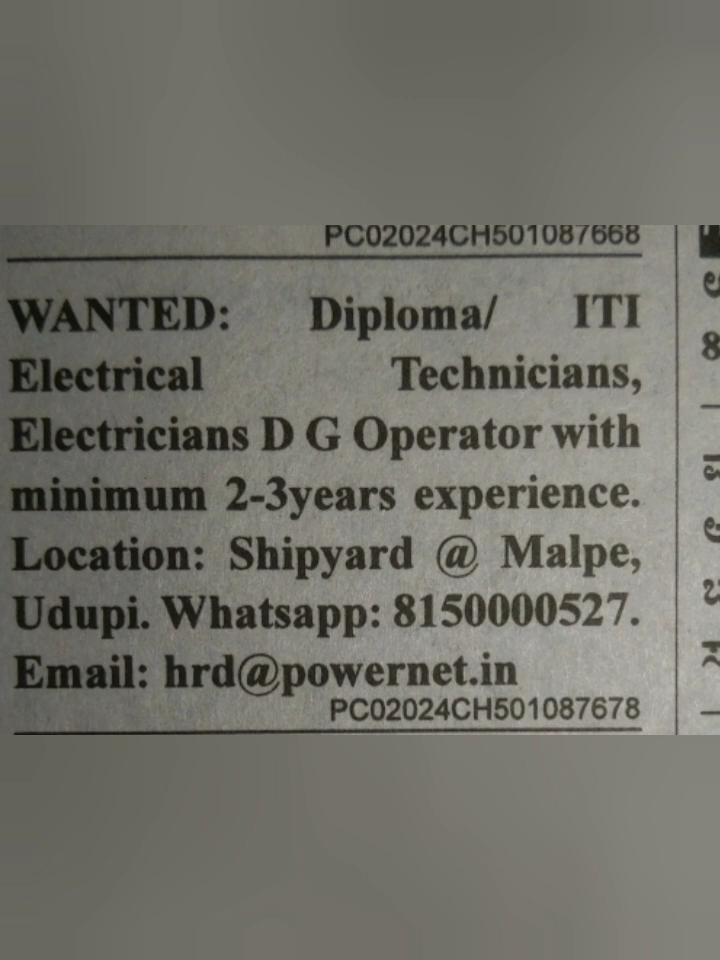 PC02024CH501087668
WANTED: Diploma/ ITI
Electrical Technicians,
Electricians D G Operator with
minimum 2-3years experience.
Location: Shipyard @ Malpe,
Udupi. Whatsapp: 8150000527.
Email: hrd@powernet.in
PC02024CH501087678